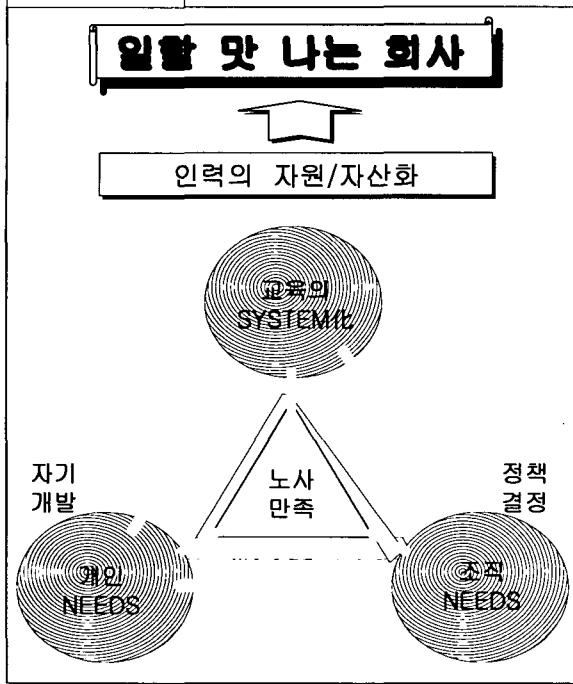 일할 맛 나는 회사
인력의 자원/자산화
교육의
SYSTEM化
노사
만족
자기
개발
정책
결정
개인
NEEDS
조직
NEEDS